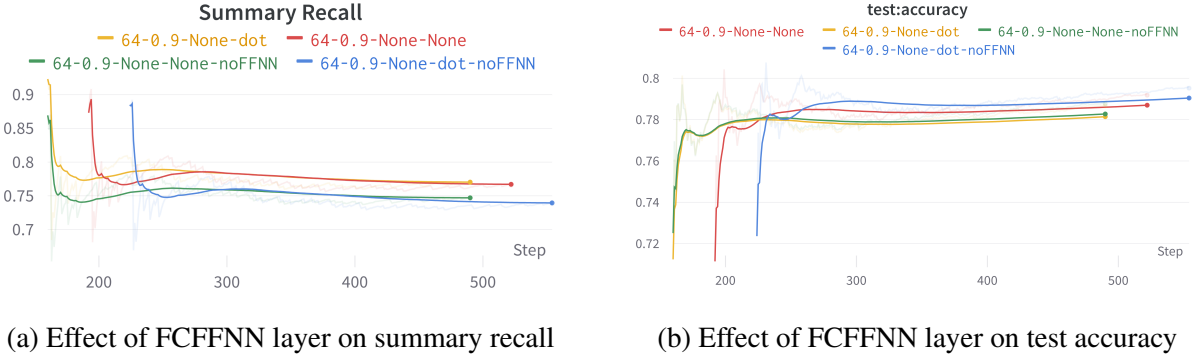 Summary Recall
64-0.9-None-dot 64-0.9-None-None
64-0.9-None-None-noFFNN 64-0.9-None-dot-noFFNN
0.9
0.85
0.8
0.75
0.7
Step
200 300 400 500
(a) Effect of FCFFNN layer on summary recall
test:accuracy
64-0.9-None-None 64-0.9-None-dot 64-0.9-None-None-noFFNN
64-0.9-None-dot-noFFNN
0.8
0.78
0.76
0.74
0.72
Step
200 300 400 500
(b) Effect of FCFFNN layer on test accuracy